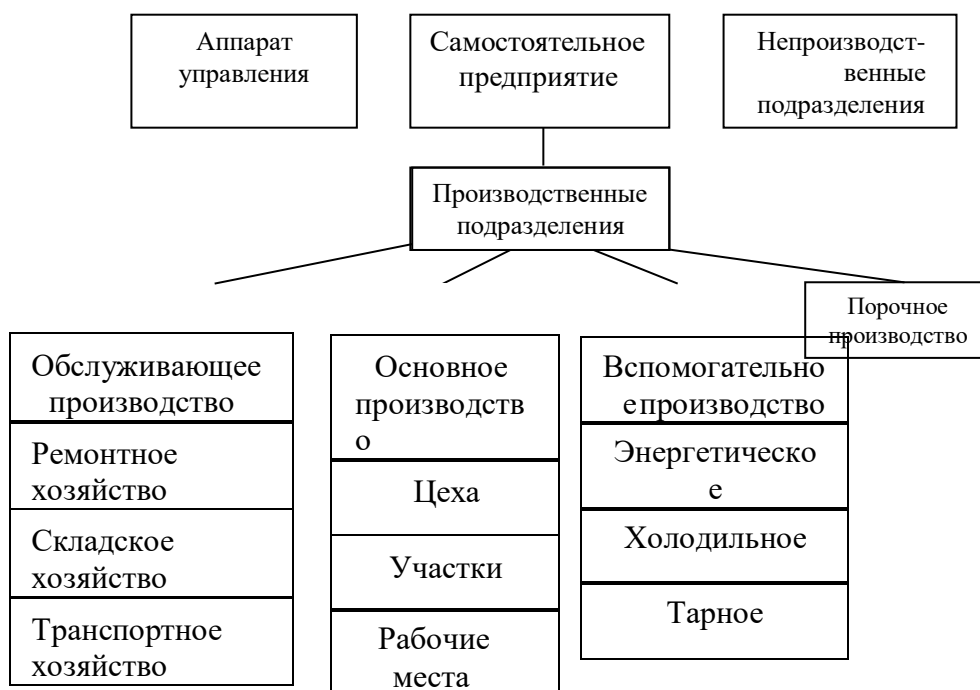 Аппарат
управления
Самостоятельное
предприятие
Непроизводст-
венные
подразделения
Производственные
подразделения
Порочное
производство
Обслуживающее
производство
Ремонтное
хозяйство
Складское
хозяйство
Транспортное
хозяйство
Основное
производств
о
Цеха
Участки
Рабочие
места
Вспомогательно
е производство
Энергетическо
е
Холодильное
Тарное